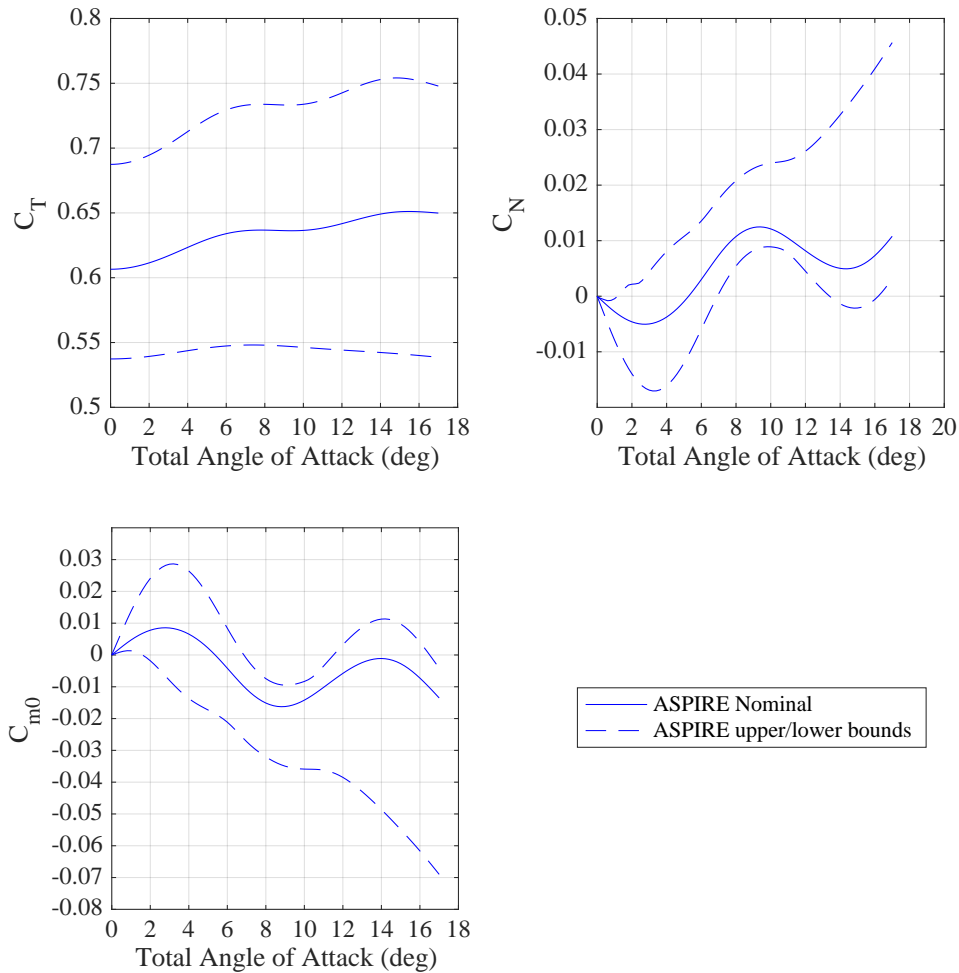 0.8
0.75
0.7
0.65
0.6
0.55
0.5
C_T
0 2 4 6 8 10 12 14 16 18
Total Angle of Attack (deg)
0.05
0.04
0.03
0.02
0.01
0
-0.01
C_N
0 2 4 6 8 10 12 14 16 18 20
Total Angle of Attack (deg)
0.03
0.02
0.01
0
-0.01
-0.02
-0.03
-0.04
-0.05
-0.06
-0.07
-0.08
C_m0
0 2 4 6 8 10 12 14 16 18
Total Angle of Attack (deg)
ASPIRE Nominal
ASPIRE upper/lower bounds